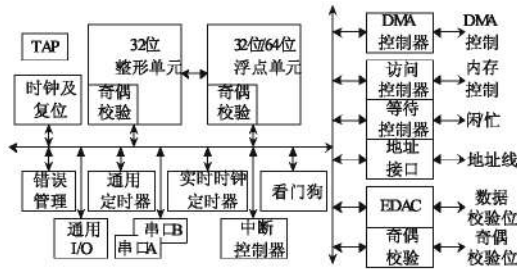 TAP
时钟及
复位
32位
整形单元
奇偶
校验
32位/64位
浮点单元
奇偶
校验
错误
管理
通用
定时器
实时时钟
定时器
看门狗
通用
I/O
串口B
串口A
中断
控制器
DMA
控制器
DMA
控制
访问
控制器
内存
控制
等待
控制器
闲忙
地址
接口
地址线
EDAC
数据
校验位
奇偶
校验
奇偶
校验位